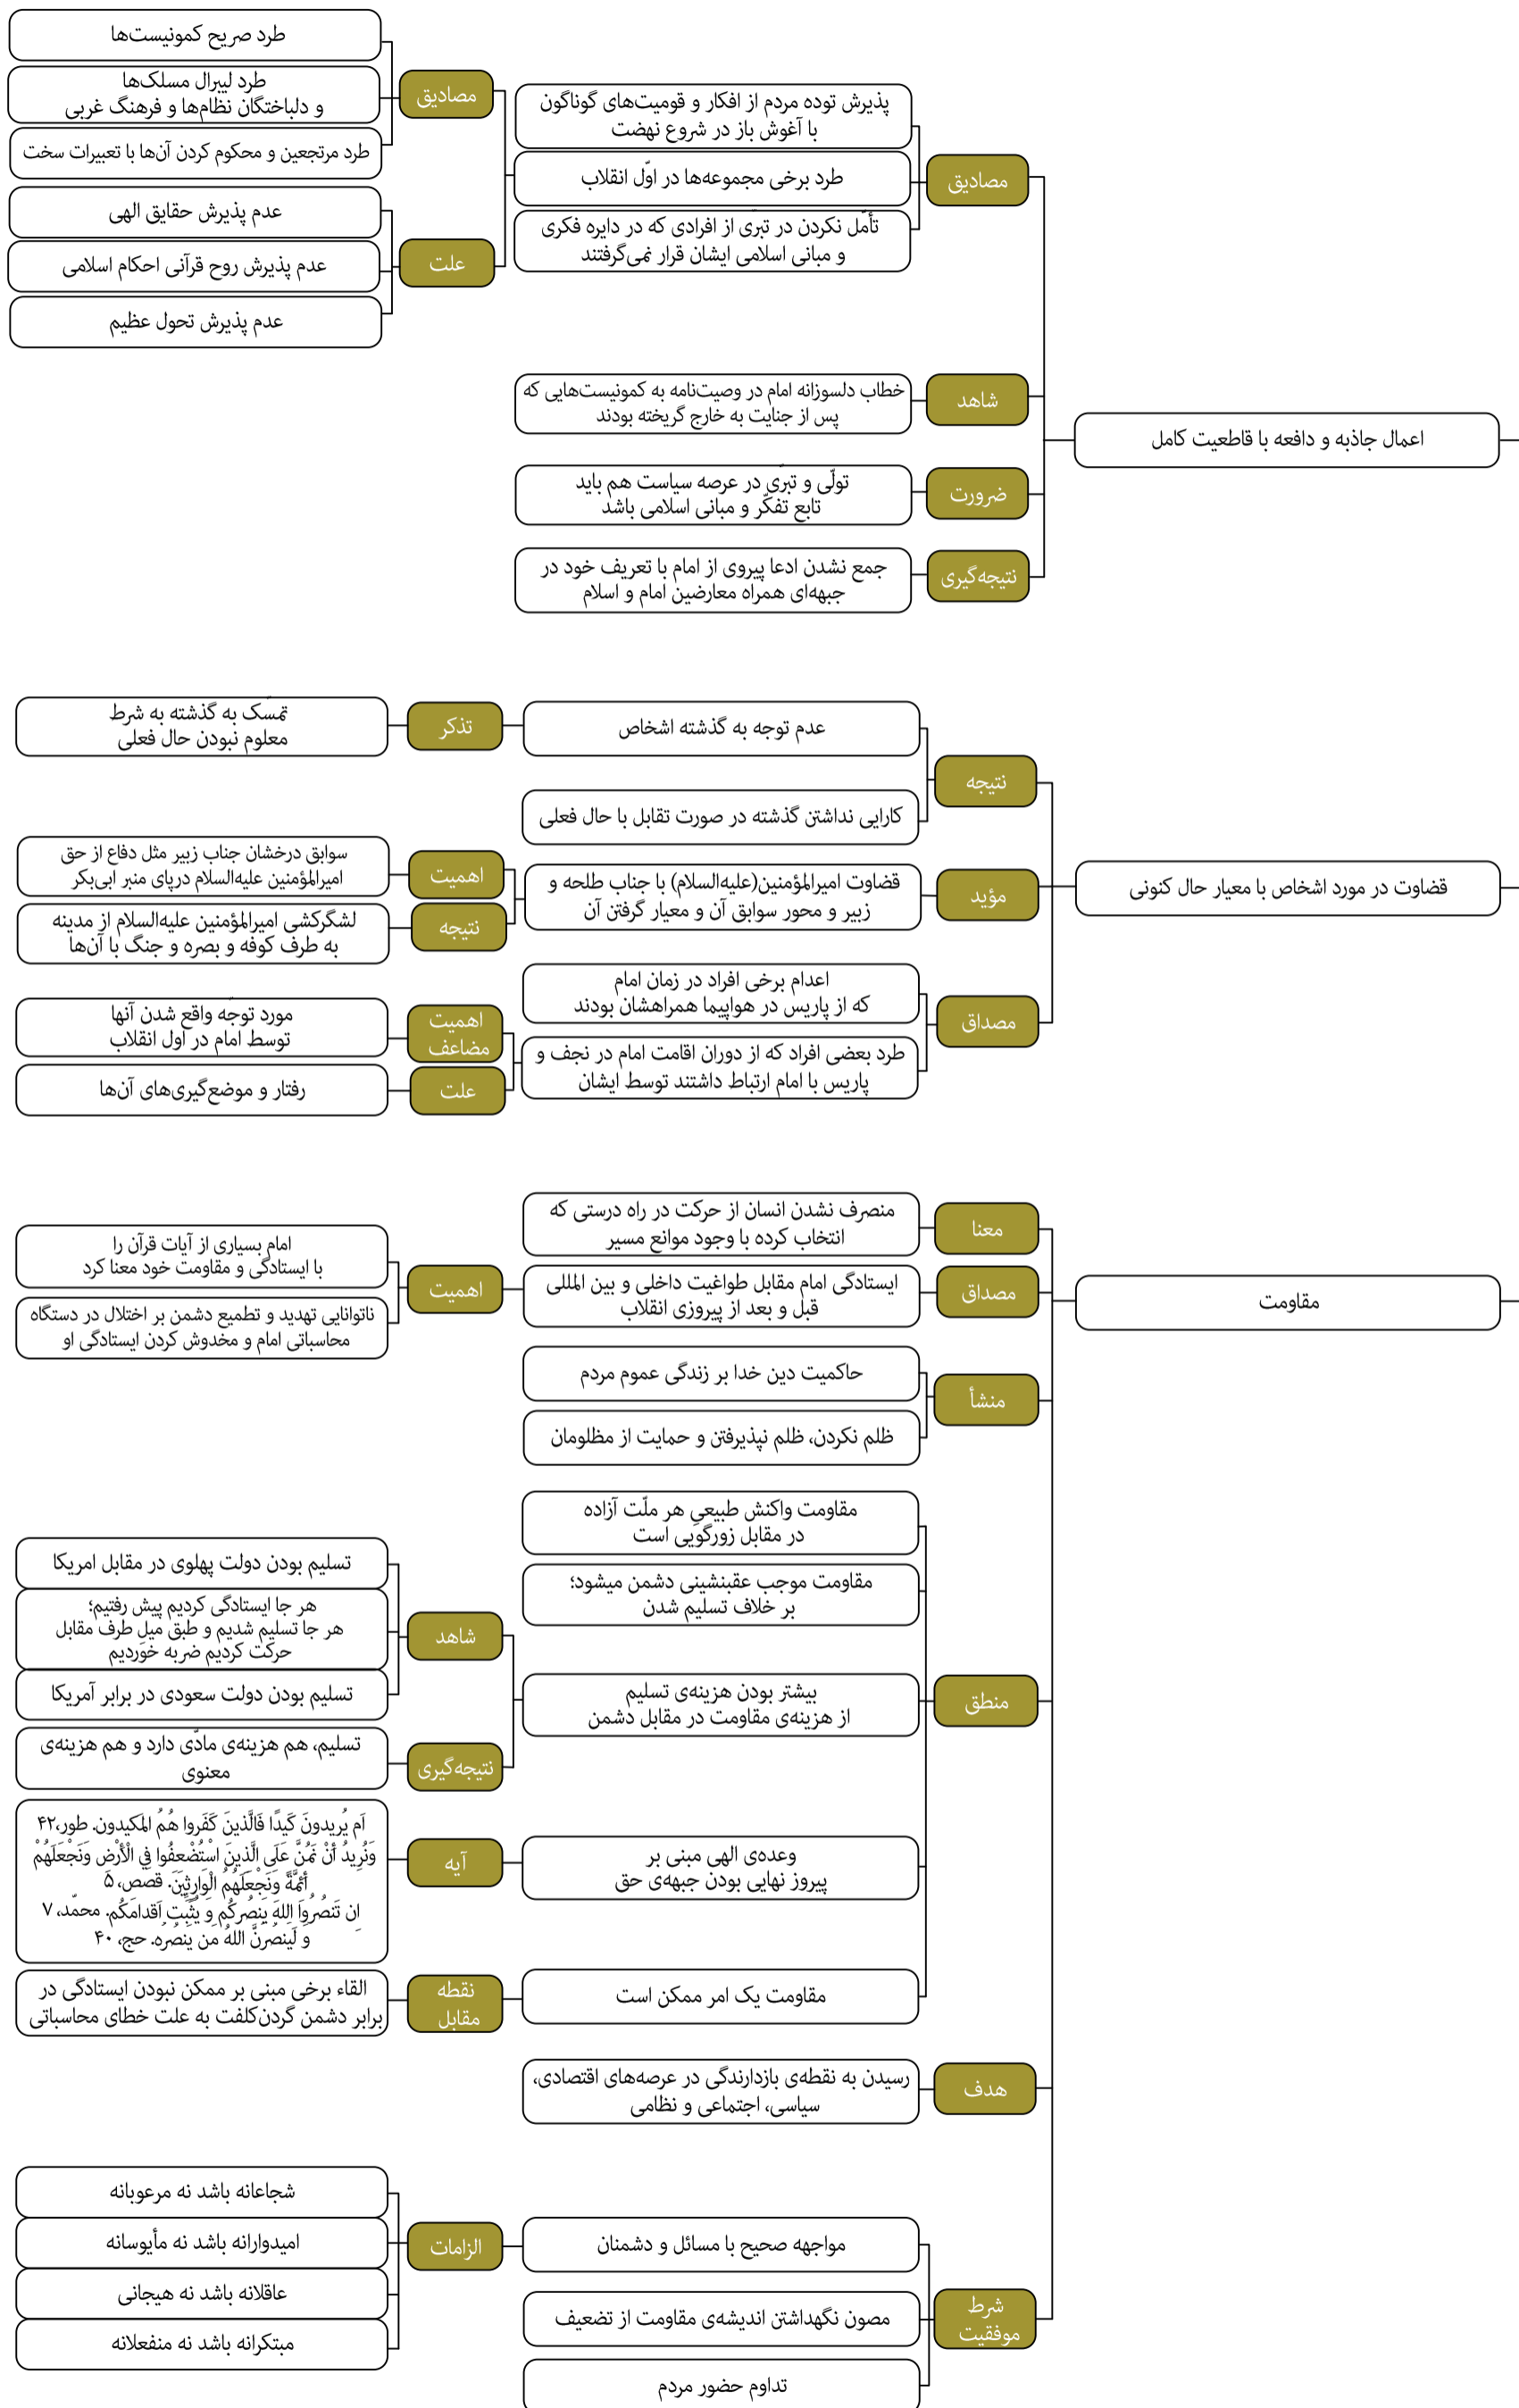 اعمال جاذبه و دافعه با قاطعیت کامل
مصادیق
پذیرش توده مردم از افکار و قومیت‌های گوناگون
با آغوش باز در شروع نهضت
طرد برخی مجموعه‌ها در اوّل انقلاب
مصادیق
طرد صریح کمونیست‌ها
طرد لیبرال مسلک‌ها
و دلباختگان نظام‌ها و فرهنگ غربی
طرد مرتجعین و محکوم کردن آن‌ها با تعبیرات سخت
علت
عدم پذیرش حقایق الهی
عدم پذیرش روح قرآنی احکام اسلامی
عدم پذیرش تحول عظیم
تأمّل نکردن در تبرّی از افرادی که در دایره فکری
و مبانی اسلامی ایشان قرار نمی‌گرفتند
شاهد
خطاب دلسوزانه امام در وصیت‌نامه به کمونیست‌هایی که
پس از جنایت به خارج گریخته بودند
ضرورت
تولّی و تبرّی در عرصه سیاست هم باید
تابع تفکّر و مبانی اسلامی باشد
نتیجه‌گیری
جمع نشدن ادعا پیروی از امام با تعریف خود در
جبهه‌ای همراه معارضین امام و اسلام
قضاوت در مورد اشخاص با معیار حال کنونی
نتیجه
عدم توجه به گذشته اشخاص
تذکر
تمسّک به گذشته به شرط
معلوم نبودن حال فعلی
کارایی نداشتن گذشته در صورت تقابل با حال فعلی
مؤید
قضاوت امیرالمؤمنین(علیه‌السلام) با جناب طلحه و
زبیر و محور سوابق آن و معیار گرفتن آن
اهمیت
سوابق درخشان جناب زبیر مثل دفاع از حق
امیرالمؤمنین علیه‌السلام درپای منبر ابی‌بکر
نتیجه
لشگرکشی امیرالمؤمنین علیه‌السلام از مدینه
به طرف کوفه و بصره و جنگ با آن‌ها
مصداق
اعدام برخی افراد در زمان امام
که از پاریس در هواپیما همراهشان بودند
طرد بعضی افراد که از دوران اقامت امام در نجف و
پاریس با امام ارتباط داشتند توسط ایشان
اهمیت
مضاعف
مورد توجّه واقع شدن آنها
توسط امام در اول انقلاب
علت
رفتار و موضع‌گیری‌های آن‌ها
مقاومت
معنا
منصرف نشدن انسان از حرکت در راه درستی که
انتخاب کرده با وجود موانع مسیر
مصداق
ایستادگی امام مقابل طواغیت داخلی و بین المللی
قبل و بعد از پیروزی انقلاب
اهمیت
امام بسیاری از آیات قرآن را
با ایستادگی و مقاومت خود معنا کرد
ناتوانایی تهدید و تطمیع دشمن بر اختلال در دستگاه
محاسباتی امام و مخدوش کردن ایستادگی او
منشأ
حاکمیت دین خدا بر زندگی عموم مردم
ظلم نکردن، ظلم نپذیرفتن و حمایت از مظلومان
منطق
مقاومت واکنش طبیعیِ هر ملّت آزاده
در مقابل زورگویی است
مقاومت موجب عقبنشینی دشمن میشود؛
بر خلاف تسلیم شدن
بیشتر بودن هزینه‌ی تسلیم
از هزینه‌ی مقاومت در مقابل دشمن
شاهد
تسلیم بودن دولت پهلوی در مقابل امریکا
هر جا ایستادگی کردیم پیش رفتیم؛
هر جا تسلیم شدیم و طبق میلِ طرف مقابل
حرکت کردیم ضربه خوردیم
تسلیم بودن دولت سعودی در برابر آمریکا
نتیجه‌گیری
تسلیم، هم هزینه‌ی مادّی دارد و هم هزینه‌ی
معنوی
وعده‌ی الهی مبنی بر
پیروز نهایی بودن جبهه‌ی حق
آیه
اَم یُریدونَ کَیدًا فَالَّذینَ کَفَروا هُمُ المَکیدون. طور،۴۲
وَنُرِیدُ أَنْ نَمُنَّ عَلَی الَّذِینَ اسْتُضْعِفُوا فِي الْأَرْضِ وَنَجْعَلَهُمْ
أَئِمَّةً وَنَجْعَلَهُمُ الْوَارِثِينَ. قصص، ۵
اِن تَنصُرُوا اللهَ یَنصُرکُم وَ یُثَبِّت اَقدامَکُم. محمّد، ۷
وَ لَیَنصُرَنَّ اللهُ مَن یَنصُرُه. حج، ۴۰
مقاومت یک امر ممکن است
نقطه
مقابل
القاء برخی مبنی بر ممکن نبودن ایستادگی در
برابر دشمن گردن‌کلفت به علت خطای محاسباتی
هدف
رسیدن به نقطه‌ی بازدارندگی در عرصه‌های اقتصادی،
سیاسی، اجتماعی و نظامی
شرط
موفقیت
مواجهه صحیح با مسائل و دشمنان
الزامات
شجاعانه باشد نه مرعوبانه
امیدوارانه باشد نه مأیوسانه
عاقلانه باشد نه هیجانی
مبتکرانه باشد نه منفعلانه
مصون نگهداشتن اندیشه‌ی مقاومت از تضعیف
تداوم حضور مردم